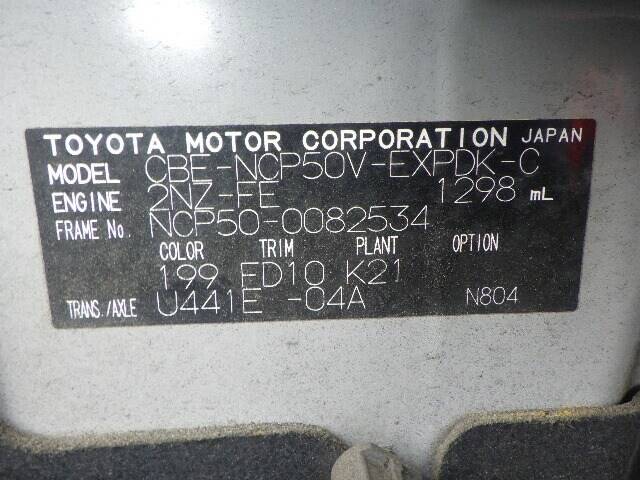 TOYOTA MOTOR CORPORATION JAPAN
MODEL CBE-NCP50V-EXPDK-C
ENGINE 2NZ-FE 1298 mL
FRAME No. NCP50-0082534
COLOR TRIM PLANT OPTION
199 FD10 K21
TRANS./AXLE U441E -04A N804